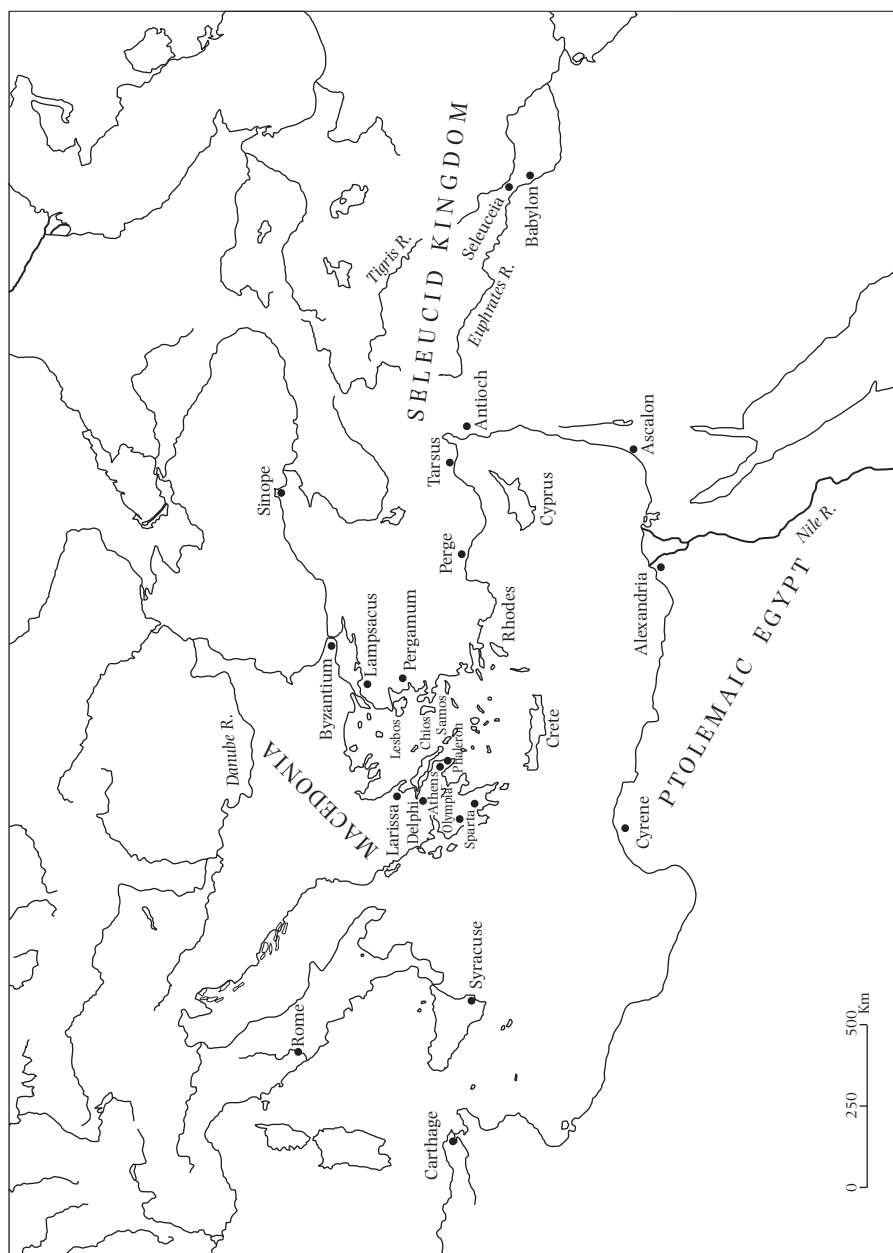 SELEUCID KINGDOM
MACEDONIA
PTOLEMAIC EGYPT
Danube R.
Tigris R.
Euphrates R.
Nile R.
Rome
Carthage
Syracuse
Cyrene
Larissa
Delphi
Athens
Olympia
Sparta
Phaleron
Lesbos
Chios
Samos
Crete
Byzantium
Lampsacus
Pergamum
Rhodes
Sinope
Perge
Tarsus
Cyprus
Antioch
Ascalon
Alexandria
Seleuceia
Babylon
0 250 500
Km